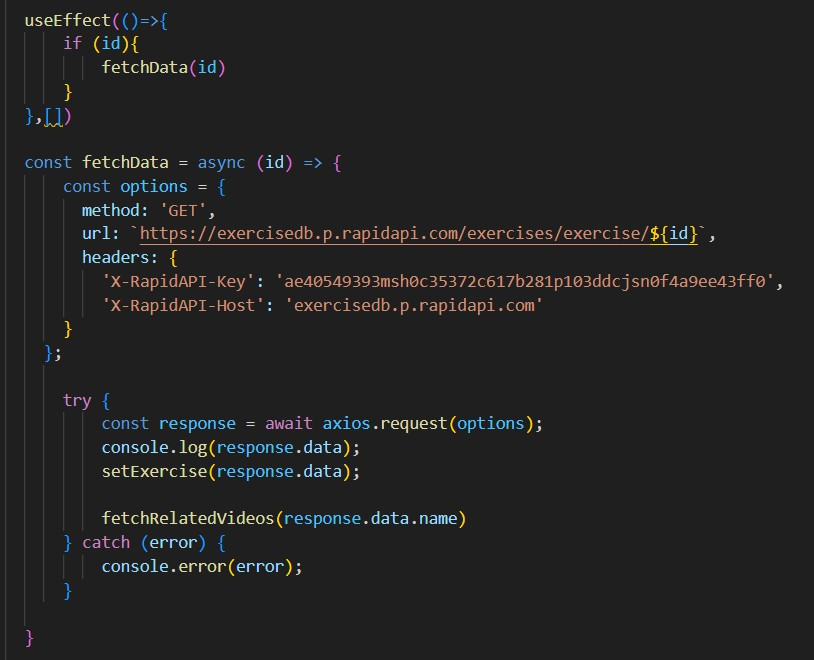 useEffect(()=>{
if (id){
fetchData(id)
}
},[])
const fetchData = async (id) => {
const options = {
method: 'GET',
url: `https://exercisedb.p.rapidapi.com/exercises/exercise/${id}`,
headers: {
'X-RapidAPI-Key': 'ae40549393msh0c35372c617b281p103ddcjsn0f4a9ee43ff0',
'X-RapidAPI-Host': 'exercisedb.p.rapidapi.com'
}
};
try {
const response = await axios.request(options);
console.log(response.data);
setExercise(response.data);
fetchRelatedVideos(response.data.name)
} catch (error) {
console.error(error);
}
}